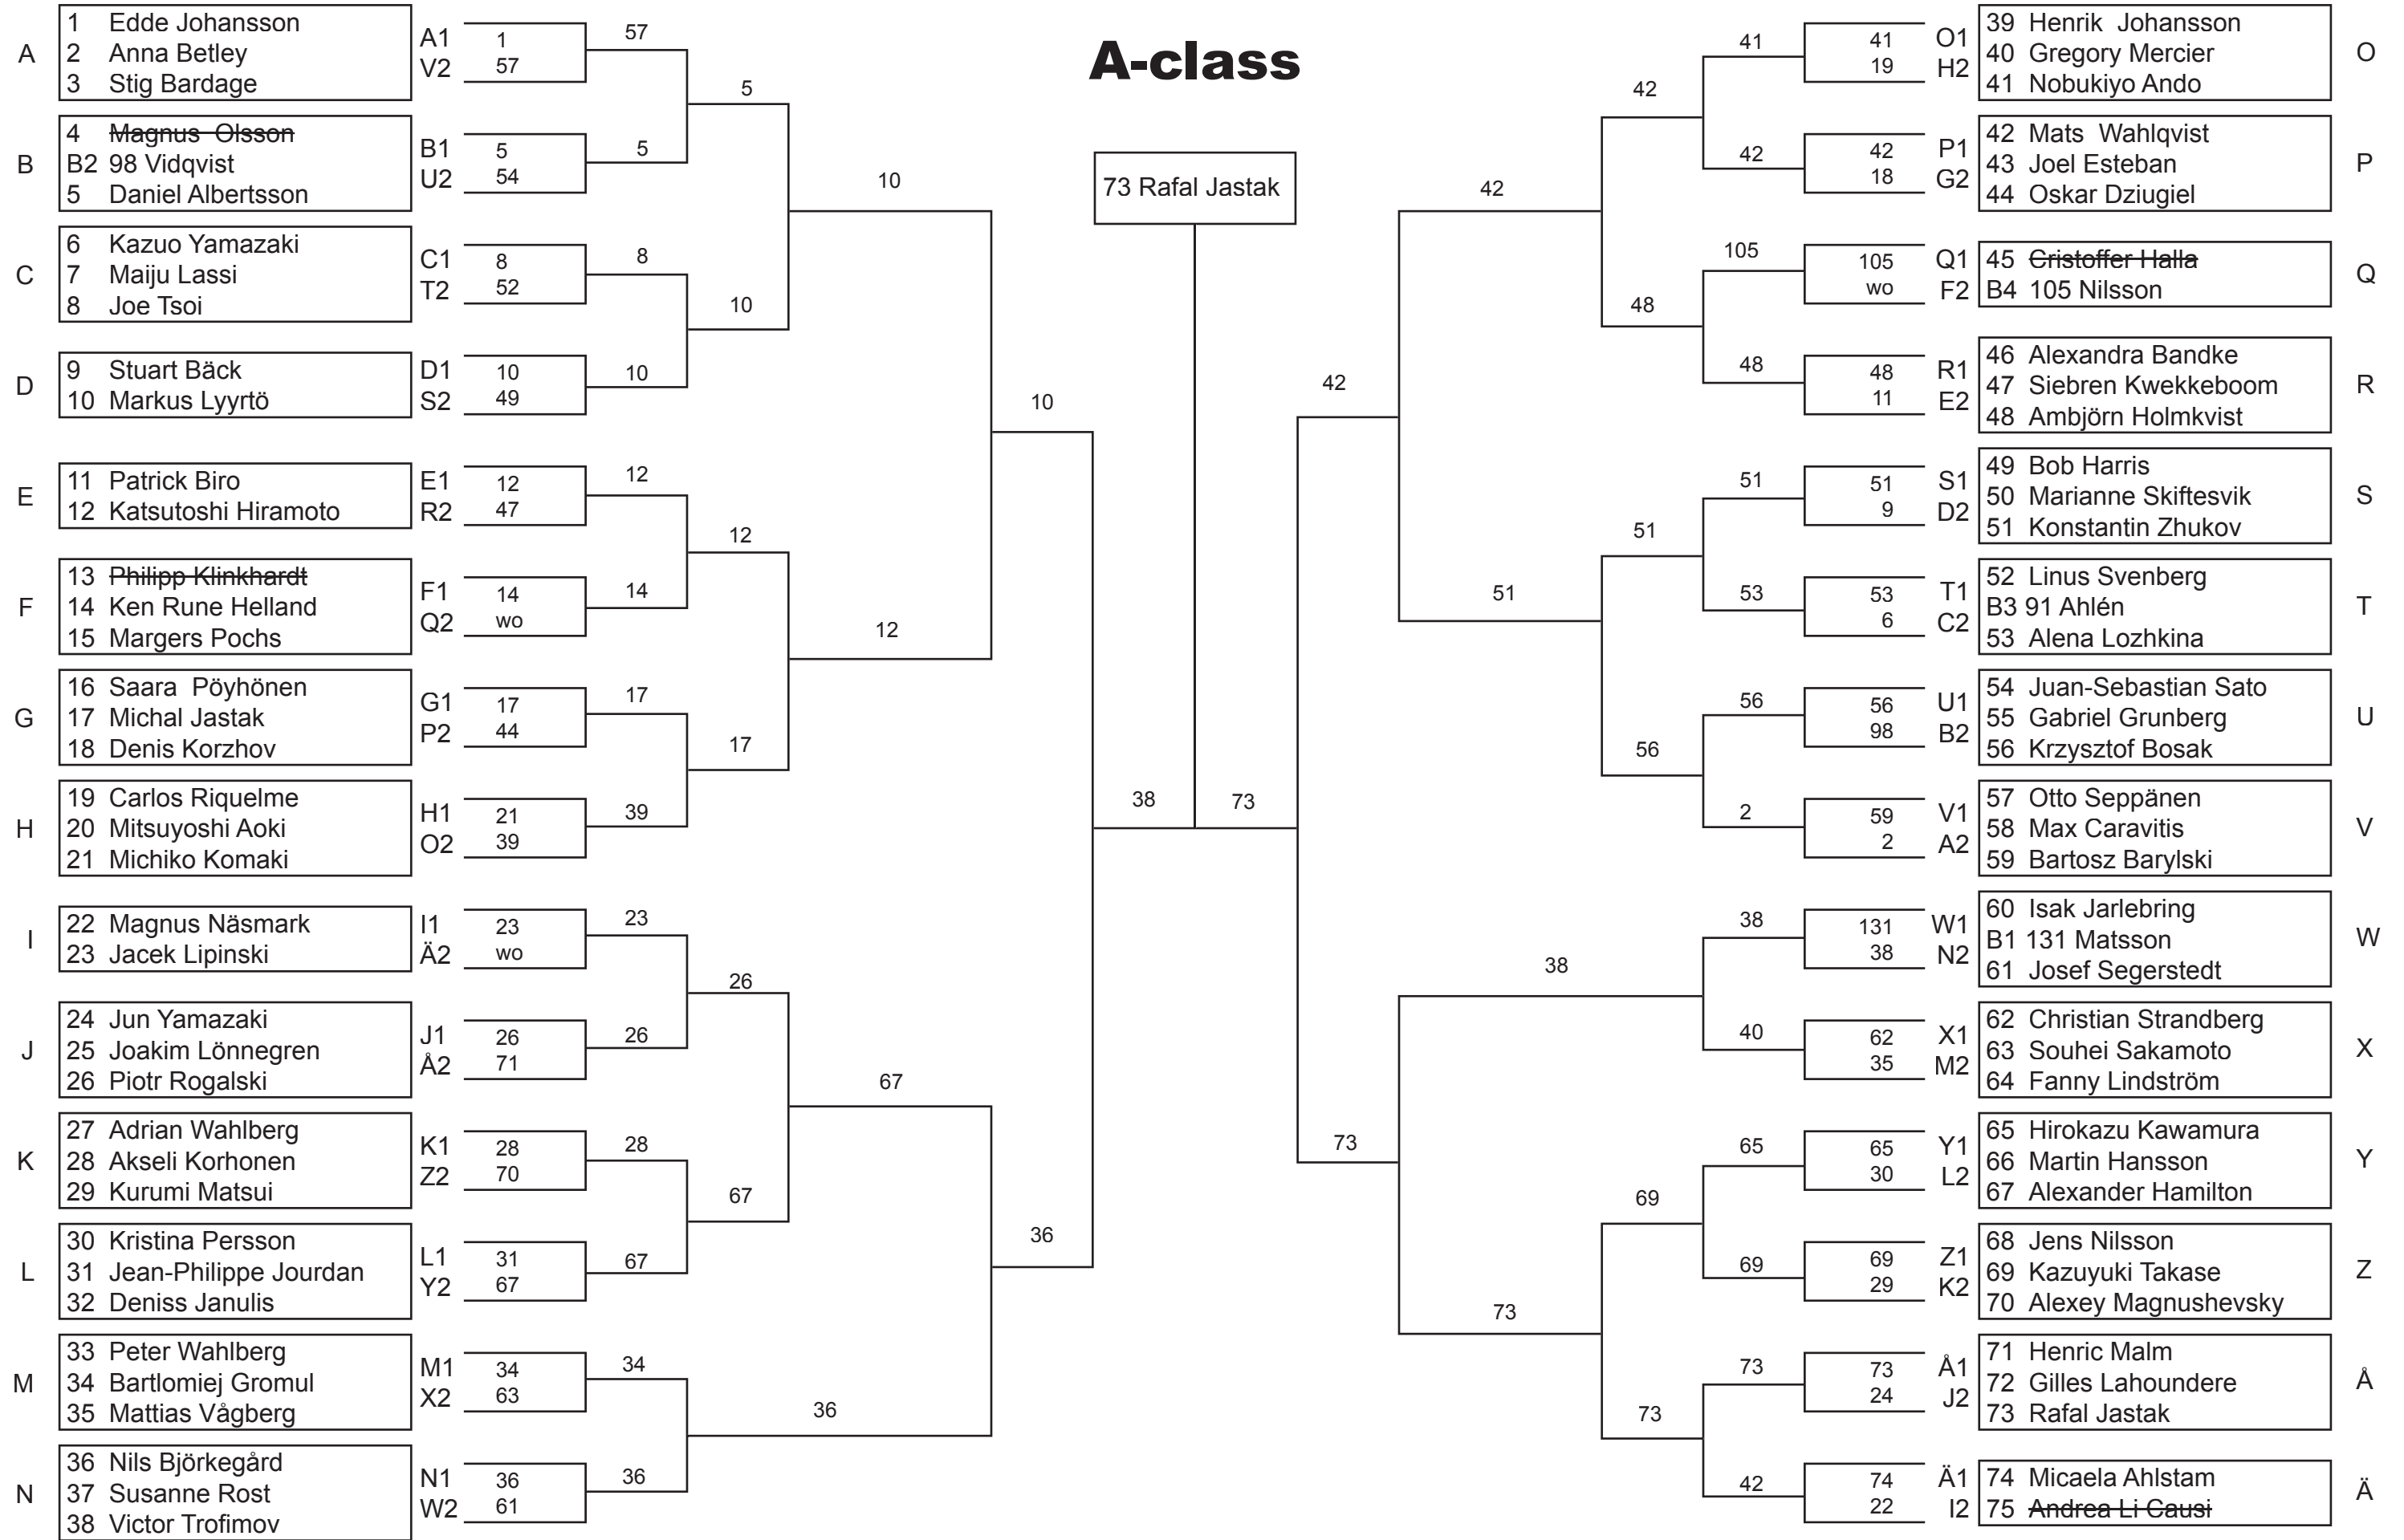 A-class
A
1 Edde Johansson
2 Anna Betley
3 Stig Bardage
B
4 Magnus Olsson
B2 98 Vidqvist
5 Daniel Albertsson
C
6 Kazuo Yamazaki
7 Maiju Lassi
8 Joe Tsoi
D
9 Stuart Bäck
10 Markus Lyyrtö
E
11 Patrick Biro
12 Katsutoshi Hiramoto
F
13 Philipp Klinkhardt
14 Ken Rune Helland
15 Margers Pochs
G
16 Saara Pöyhönen
17 Michal Jastak
18 Denis Korzhov
H
19 Carlos Riquelme
20 Mitsuyoshi Aoki
21 Michiko Komaki
I
22 Magnus Näsmark
23 Jacek Lipinski
J
24 Jun Yamazaki
25 Joakim Lönnegren
26 Piotr Rogalski
K
27 Adrian Wahlberg
28 Akseli Korhonen
29 Kurumi Matsui
L
30 Kristina Persson
31 Jean-Philippe Jourdan
32 Deniss Janulis
M
33 Peter Wahlberg
34 Bartlomiej Gromul
35 Mattias Vågberg
N
36 Nils Björkegård
37 Susanne Rost
38 Victor Trofimov
A1 1
V2 57
B1 5
U2 54
C1 8
T2 52
D1 10
S2 49
E1 12
R2 47
F1 14
Q2 wo
G1 17
P2 44
H1 21
O2 39
I1 23
Ä2 wo
J1 26
Å2 71
K1 28
Z2 70
L1 31
Y2 67
M1 34
X2 63
N1 36
W2 61
57
5
8
10
12
14
17
39
23
26
28
67
34
36
5
10
12
17
26
67
36
10
12
67
10
36
38
73 Rafal Jastak
73
42
73
42
51
38
73
42
48
51
56
69
73
41
42
105
48
51
53
56
2
38
40
65
69
73
42
41 O1
19 H2
42 P1
18 G2
105 Q1
wo F2
48 R1
11 E2
51 S1
9 D2
53 T1
6 C2
56 U1
98 B2
59 V1
2 A2
131 W1
38 N2
62 X1
35 M2
65 Y1
30 L2
69 Z1
29 K2
73 Å1
24 J2
74 Ä1
22 I2
39 Henrik Johansson
40 Gregory Mercier
41 Nobukiyo Ando
O
42 Mats Wahlqvist
43 Joel Esteban
44 Oskar Dziugiel
P
45 Cristoffer Halla
B4 105 Nilsson
Q
46 Alexandra Bandke
47 Siebren Kwekkeboom
48 Ambjörn Holmkvist
R
49 Bob Harris
50 Marianne Skiftesvik
51 Konstantin Zhukov
S
52 Linus Svenberg
B3 91 Ahlén
53 Alena Lozhkina
T
54 Juan-Sebastian Sato
55 Gabriel Grunberg
56 Krzysztof Bosak
U
57 Otto Seppänen
58 Max Caravitis
59 Bartosz Barylski
V
60 Isak Jarlebring
B1 131 Matsson
61 Josef Segerstedt
W
62 Christian Strandberg
63 Souhei Sakamoto
64 Fanny Lindström
X
65 Hirokazu Kawamura
66 Martin Hansson
67 Alexander Hamilton
Y
68 Jens Nilsson
69 Kazuyuki Takase
70 Alexey Magnushevsky
Z
71 Henric Malm
72 Gilles Lahoundere
73 Rafal Jastak
Å
74 Micaela Ahlstam
75 Andrea Li Causi
Ä